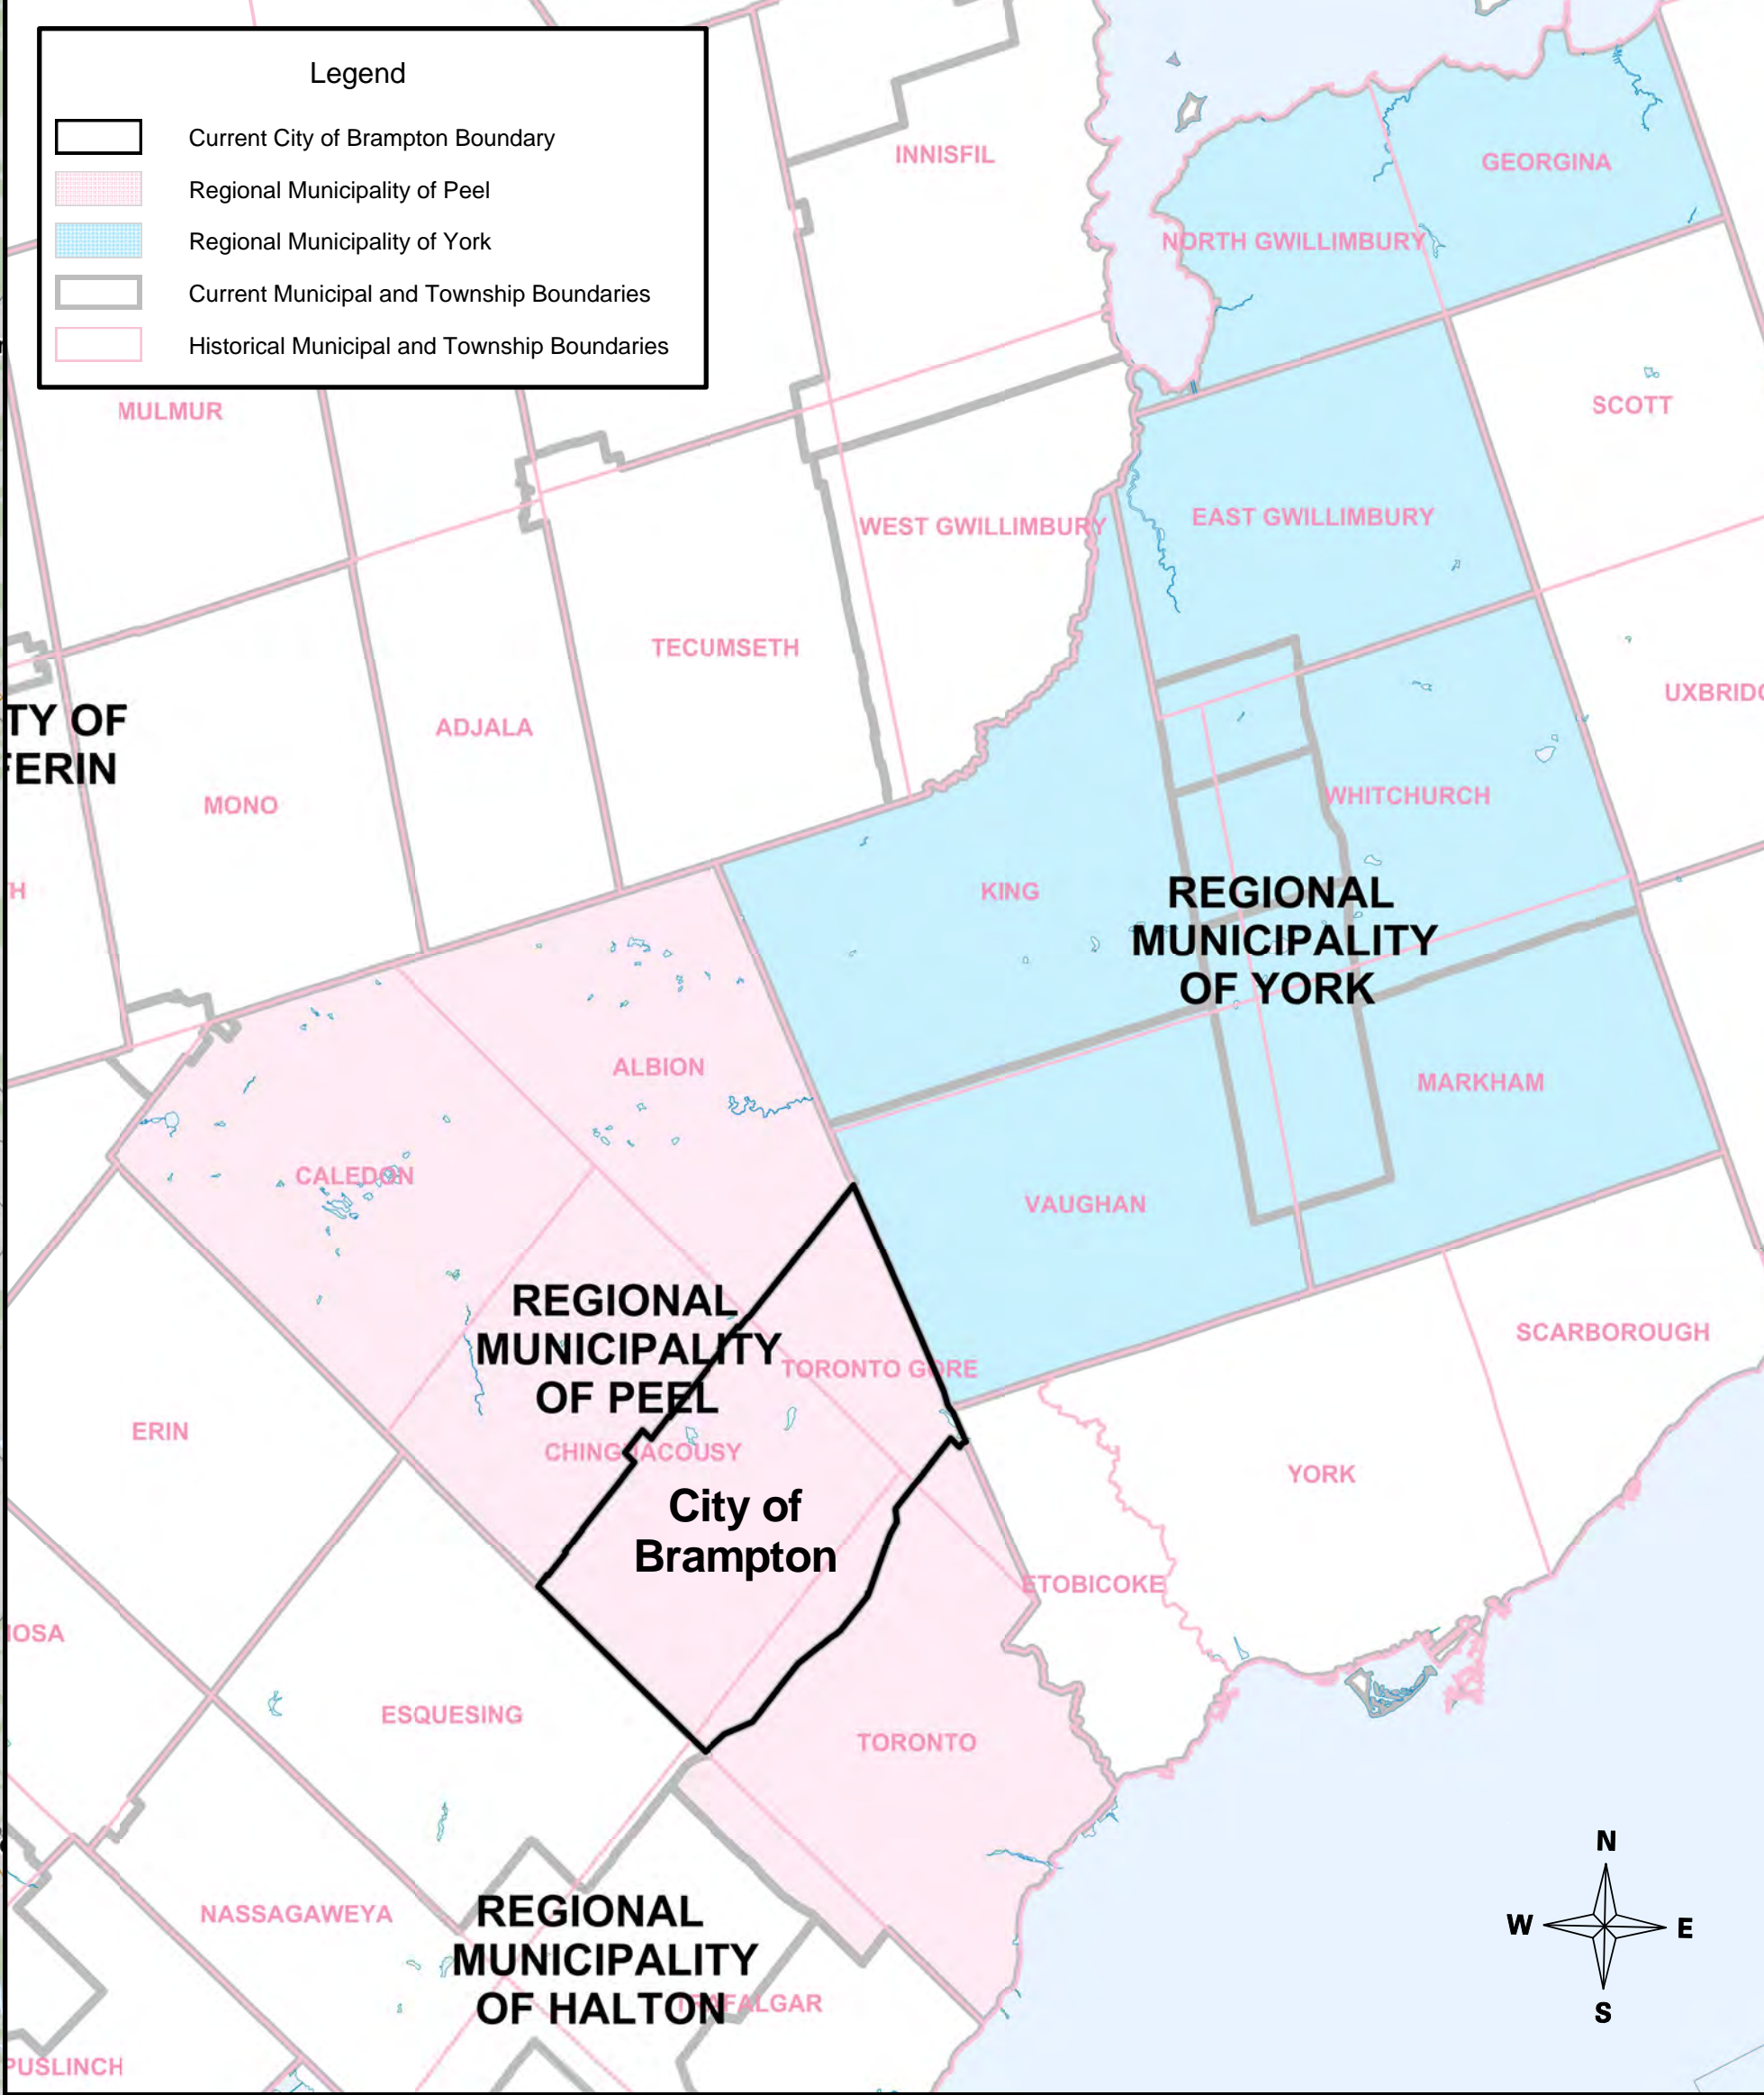 Legend
Current City of Brampton Boundary
Regional Municipality of Peel
Regional Municipality of York
Current Municipal and Township Boundaries
Historical Municipal and Township Boundaries
INNISFIL
GEORGINA
NORTH GWILLIMBURY
MULMUR
SCOTT
WEST GWILLIMBURY
EAST GWILLIMBURY
TECUMSETH
UXBRIDG
TY OF
FERIN
ADJALA
MONO
WHITCHURCH
H
KING
REGIONAL
MUNICIPALITY
OF YORK
ALBION
MARKHAM
CALEDON
VAUGHAN
REGIONAL
MUNICIPALITY
OF PEEL
TORONTO GORE
SCARBOROUGH
ERIN
CHINGUACOUSY
YORK
City of
Brampton
ETOBICOKE
OSA
ESQUESING
TORONTO
NASSAGAWEYA
REGIONAL
MUNICIPALITY
OF HALTON
TRAFALGAR
PUSLINCH
N
W
E
S